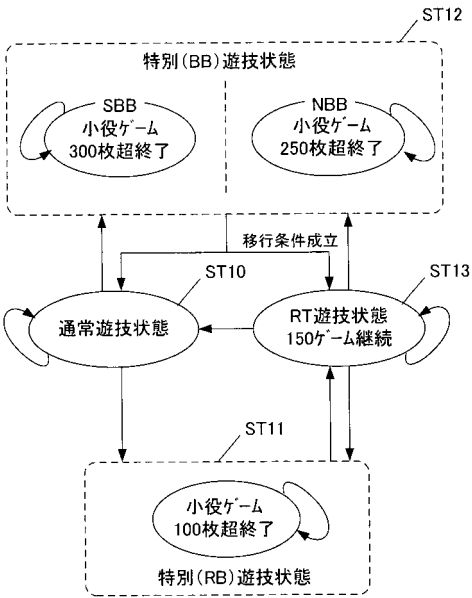 ST12
特別(BB)遊技状態
SBB
小役ゲーム
300枚超終了
NBB
小役ゲーム
250枚超終了
移行条件成立
ST10
ST13
通常遊技状態
RT遊技状態
150ゲーム継続
ST11
小役ゲーム
100枚超終了
特別(RB)遊技状態